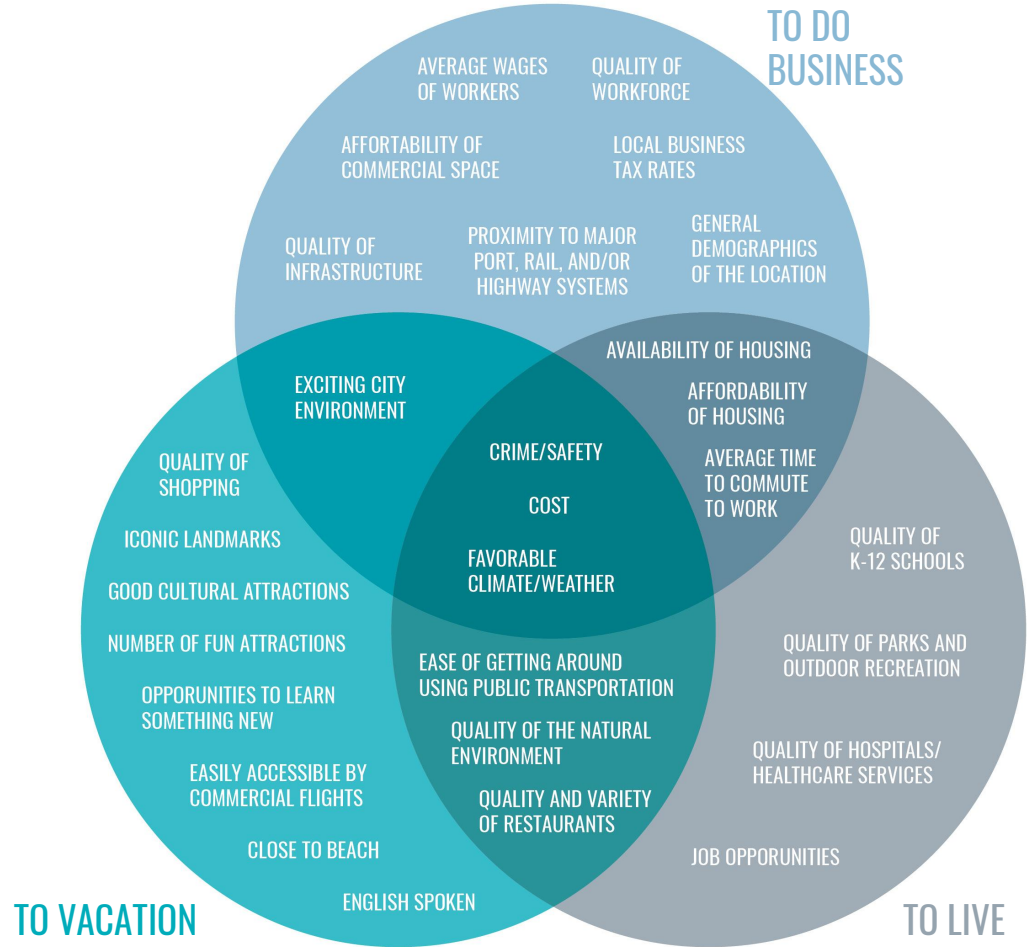 TO DO
BUSINESS
AVERAGE WAGES
OF WORKERS
QUALITY OF
WORKFORCE
AFFORTABILITY OF
COMMERCIAL SPACE
LOCAL BUSINESS
TAX RATES
QUALITY OF
INFRASTRUCTURE
PROXIMITY TO MAJOR
PORT, RAIL, AND/OR
HIGHWAY SYSTEMS
GENERAL
DEMOGRAPHICS
OF THE LOCATION
AVAILABILITY OF HOUSING
AFFORDABILITY
OF HOUSING
AVERAGE TIME
TO COMMUTE
TO WORK
EXCITING CITY
ENVIRONMENT
CRIME/SAFETY
COST
FAVORABLE
CLIMATE/WEATHER
QUALITY OF
SHOPPING
ICONIC LANDMARKS
GOOD CULTURAL ATTRACTIONS
NUMBER OF FUN ATTRACTIONS
OPPORUNITIES TO LEARN
SOMETHING NEW
EASILY ACCESSIBLE BY
COMMERCIAL FLIGHTS
CLOSE TO BEACH
ENGLISH SPOKEN
EASE OF GETTING AROUND
USING PUBLIC TRANSPORTATION
QUALITY OF THE NATURAL
ENVIRONMENT
QUALITY AND VARIETY
OF RESTAURANTS
QUALITY OF
K-12 SCHOOLS
QUALITY OF PARKS AND
OUTDOOR RECREATION
QUALITY OF HOSPITALS/
HEALTHCARE SERVICES
JOB OPPORUNITIES
TO VACATION
TO LIVE